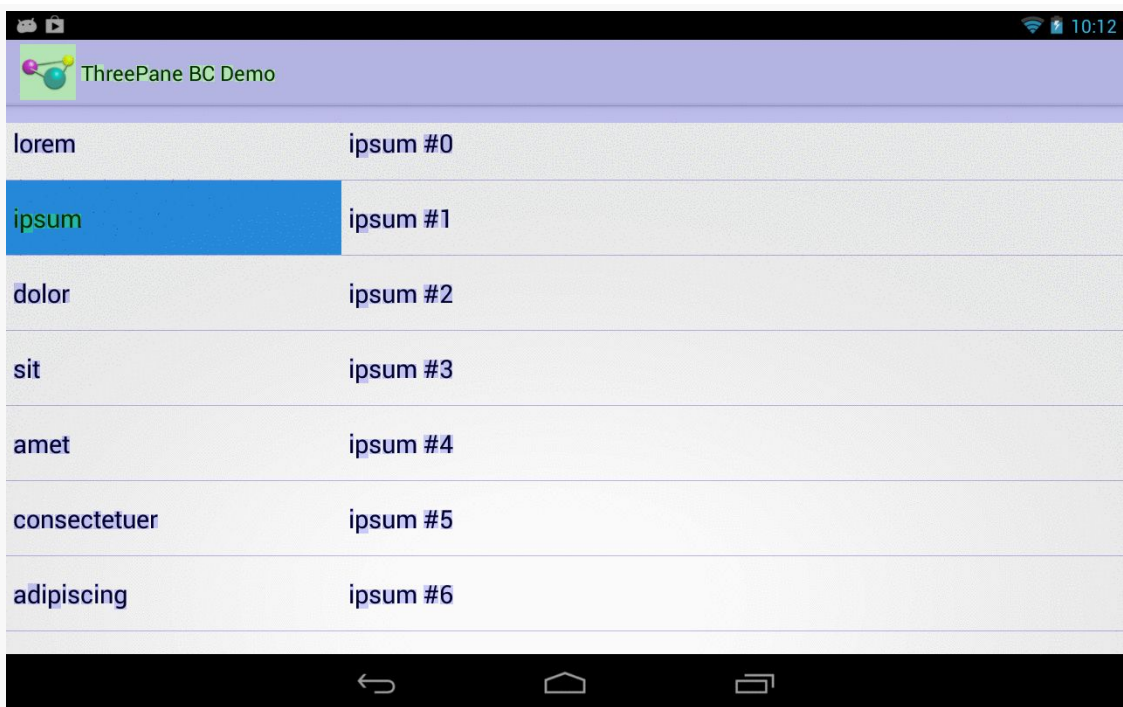 10:12
ThreePane BC Demo
lorem
ipsum #0
ipsum
ipsum #1
dolor
ipsum #2
sit
ipsum #3
amet
ipsum #4
consectetuer
ipsum #5
adipiscing
ipsum #6